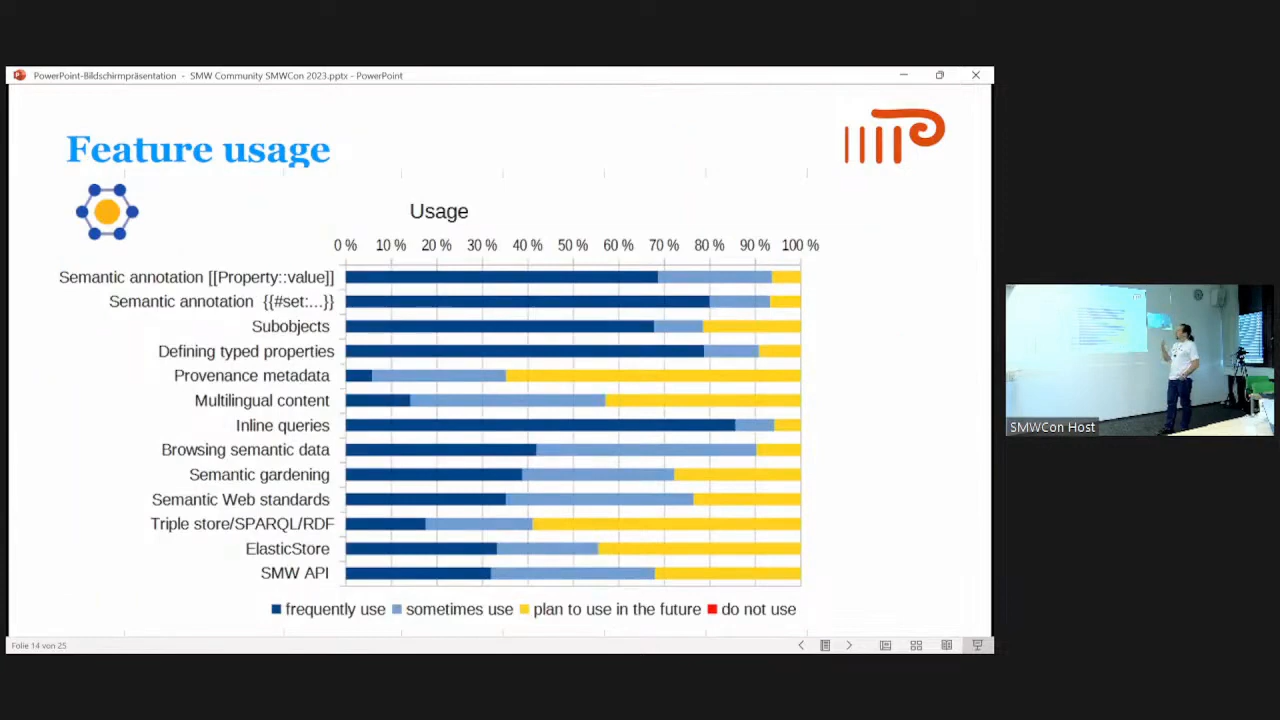 PowerPoint-Bildschirmpräsentation - SMW Community SMWCon 2023.pptx - PowerPoint
Feature usage
Usage
0 % 10 % 20 % 30 % 40 % 50 % 60 % 70 % 80 % 90 % 100 %
Semantic annotation [[Property::value]]
Semantic annotation {{#set:...}}
Subobjects
Defining typed properties
Provenance metadata
Multilingual content
Inline queries
Browsing semantic data
Semantic gardening
Semantic Web standards
Triple store/SPARQL/RDF
ElasticStore
SMW API
frequently use sometimes use plan to use in the future do not use
Folie 14 von 25
SMWCon Host